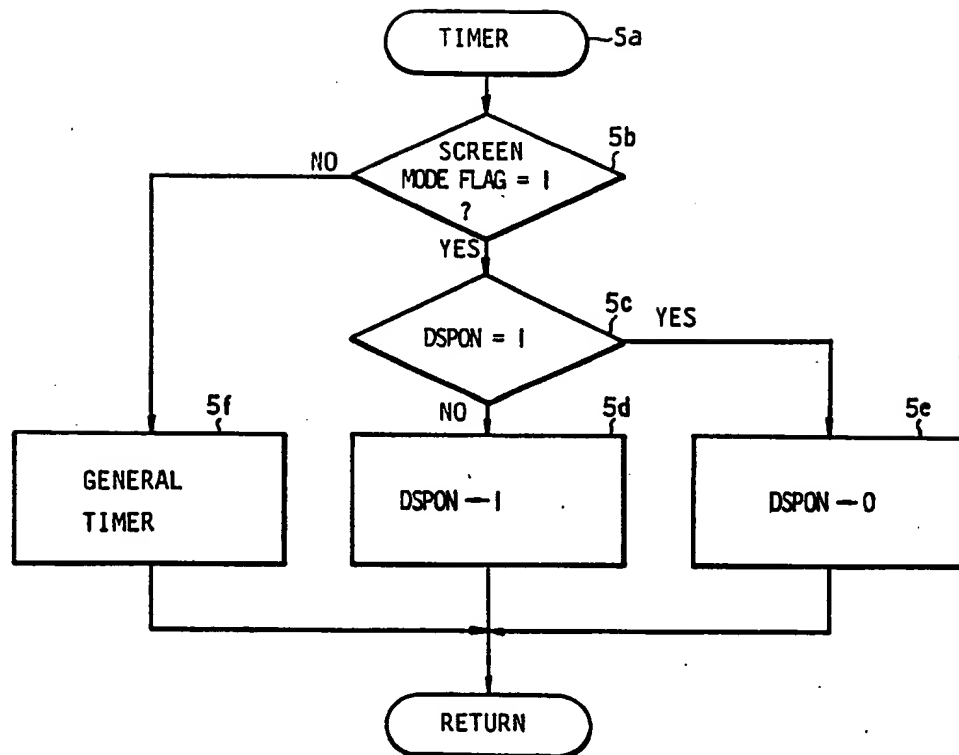 TIMER
5a
SCREEN
MODE FLAG = 1
?
5b
NO
YES
DSPON = 1
5c
YES
NO
5f
GENERAL
TIMER
5d
DSPON ← 1
5e
DSPON ← 0
RETURN